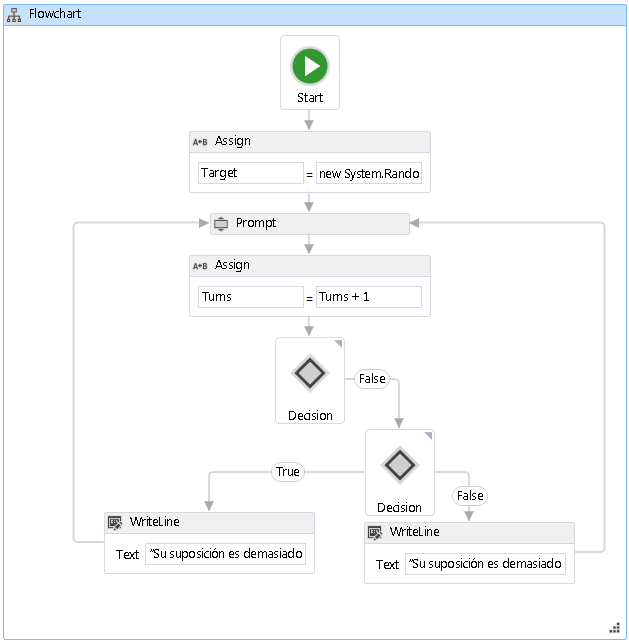 Flowchart
Start
A+B Assign
Target = new System.Rando
Prompt
A+B Assign
Turns = Turns + 1
False
Decision
True
Decision
False
WriteLine
WriteLine
Text "Su suposición es demasiado
Text "Su suposición es demasiado